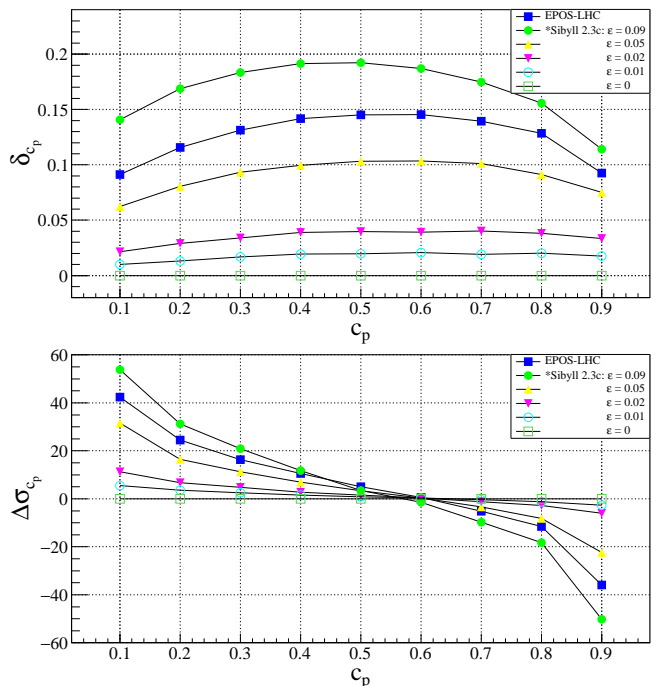 EPOS-LHC
*Sibyll 2.3c: ε = 0.09
ε = 0.05
ε = 0.02
ε = 0.01
ε = 0
0.2
0.15
0.1
0.05
0
δcp
0.1 0.2 0.3 0.4 0.5 0.6 0.7 0.8 0.9
cp
EPOS-LHC
*Sibyll 2.3c: ε = 0.09
ε = 0.05
ε = 0.02
ε = 0.01
ε = 0
60
40
20
0
−20
−40
−60
Δσcp
0.1 0.2 0.3 0.4 0.5 0.6 0.7 0.8 0.9
cp